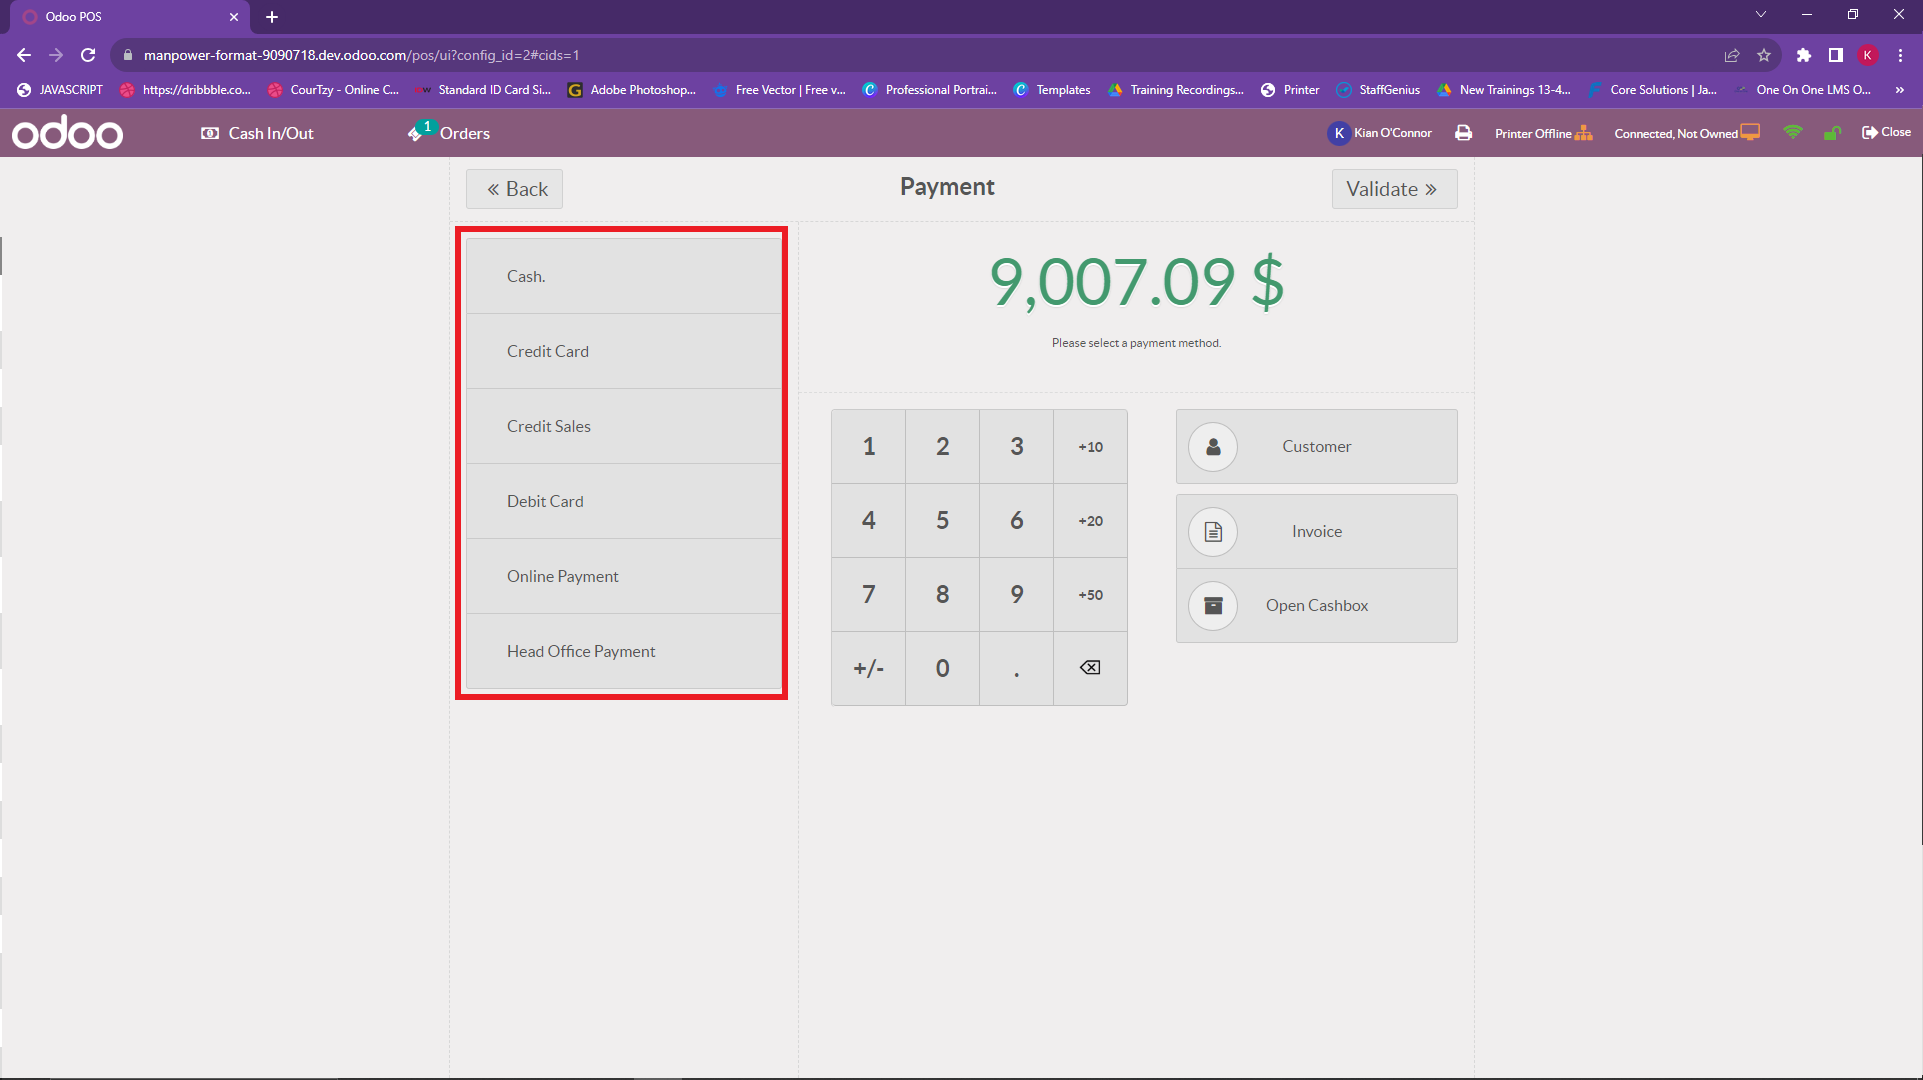 Odoo POS
manpower-format-9090718.dev.odoo.com/pos/ui?config_id=2#cids=1
K
JAVASCRIPT
https://dribbble.co...
CourTzy - Online C...
Standard ID Card Si...
Adobe Photoshop...
Free Vector | Free v...
Professional Portrai...
Templates
Training Recordings...
Printer
StaffGenius
New Trainings 13-4...
Core Solutions | Ja...
One On One LMS O...
odoo
Cash In/Out
1
Orders
K
Kian O'Connor
Printer Offline
Connected, Not Owned
Close
« Back
Payment
Validate »
Cash.
Credit Card
Credit Sales
Debit Card
Online Payment
Head Office Payment
9,007.09 $
Please select a payment method.
1 2 3 +10
4 5 6 +20
7 8 9 +50
+/- 0 .
Customer
Invoice
Open Cashbox